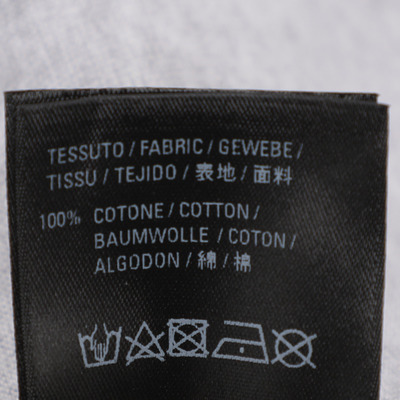 TESSUTO / FABRIC / GEWEBE /
TISSU / TEJIDO / 表地 / 面料
100% COTONE / COTTON /
BAUMWOLLE / COTON /
ALGODON / 綿 / 棉